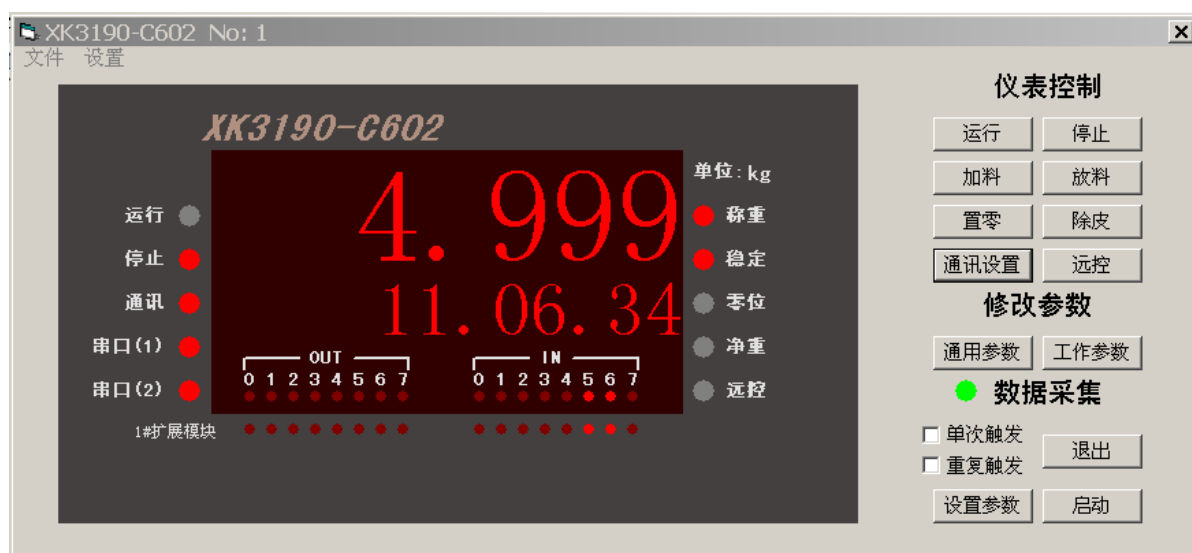 XK3190-C602 No: 1
文件 设置
仪表控制
XK3190-C602
运行 停止
4.999
单位:kg
加料 放料
运行
称重
置零 除皮
停止
稳定
通讯设置 远控
11.06.34
通讯
零位
修改参数
串口(1)
净重
OUT IN
通用参数 工作参数
0 1 2 3 4 5 6 7 0 1 2 3 4 5 6 7
串口(2)
远控
数据采集
1#扩展模块
单次触发
重复触发
退出
设置参数 启动